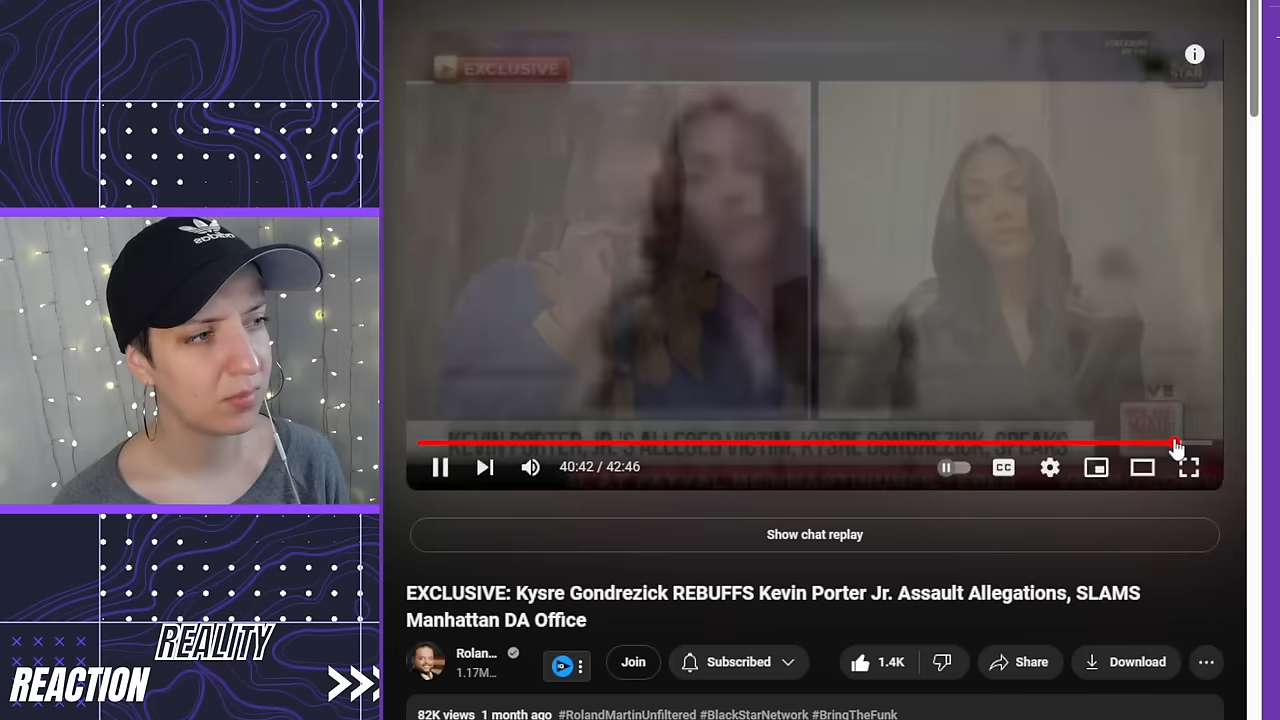 EXCLUSIVE
STAR
KEVIN PORTER, JR.'S ALLEGED VICTIM, KYSRE GONDREZICK, SPEAKS
40:42 / 42:46
CC
Show chat replay
EXCLUSIVE: Kysre Gondrezick REBUFFS Kevin Porter Jr. Assault Allegations, SLAMS
Manhattan DA Office
Rolan...
1.17M...
Join
Subscribed
1.4K
Share
Download
82K views 1 month ago #RolandMartinUnfiltered #BlackStarNetwork #BringTheFunk
adidas
REALITY
REACTION